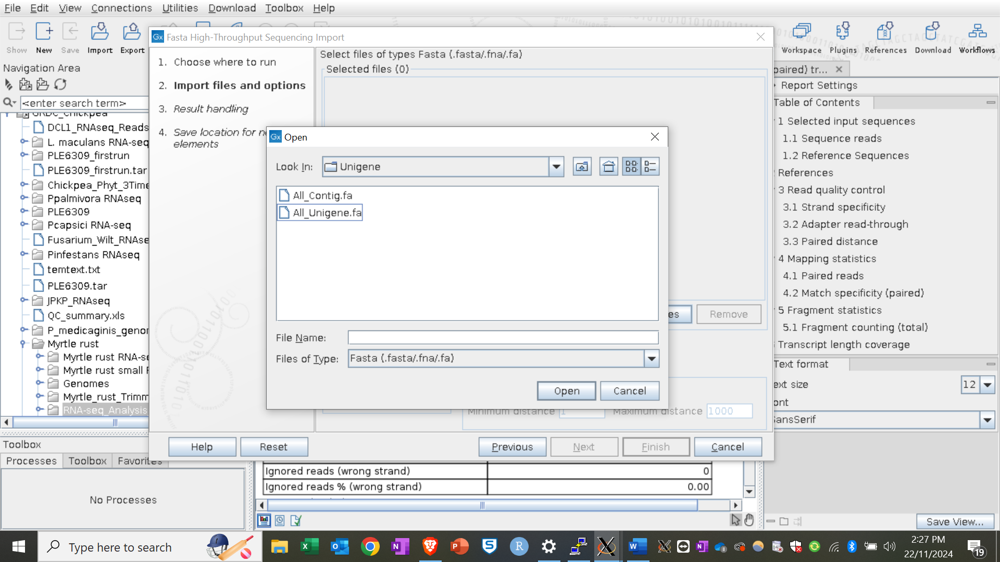 File Edit View Connections Utilities Download Toolbox Help
Show New Save Import Export
Workspace Plugins References Download Workflows
Navigation Area
<enter search term>
GRDC_chickpea
DCL1_RNAseq_Reads
L. maculans RNA-seq
PLE6309_firstrun
PLE6309_firstrun.tar
Chickpea_Phyt_3Time
Ppalmivora RNAseq
PLE6309
Pcapsici RNA-seq
Fusarium_Wilt_RNAse
Pinfestans RNAseq
temtext.txt
PLE6309.tar
JPKP_RNAseq
QC_summary.xls
P_medicaginis_genor
Myrtle rust
Myrtle rust RNA-se
Myrtle rust small
Genomes
Myrtle_rust_Trimm
RNA-seq_Analysis
Toolbox
Processes Toolbox Favorites
No Processes
Gx Fasta High-Throughput Sequencing Import
1. Choose where to run
2. Import files and options
3. Result handling
4. Save location for
elements
Select files of types Fasta (.fasta/.fna/.fa)
Selected files (0)
es Remove
Minimum distance 1 Maximum distance 1000
Help Reset Previous Next Finish Cancel
Gx Open
Look In: Unigene
All_Contig.fa
All_Unigene.fa
File Name:
Files of Type: Fasta (.fasta/.fna/.fa)
Open Cancel
Ignored reads (wrong strand) 0
Ignored reads % (wrong strand) 0.00
paired) tr...
Report Settings
Table of Contents
1 Selected input sequences
1.1 Sequence reads
1.2 Reference Sequences
References
3 Read quality control
3.1 Strand specificity
3.2 Adapter read-through
3.3 Paired distance
4 Mapping statistics
4.1 Paired reads
4.2 Match specificity (paired)
5 Fragment statistics
5.1 Fragment counting (total)
Transcript length coverage
Text format
ext size 12
ont
SansSerif
Save View...
Type here to search
2:27 PM
22/11/2024
19